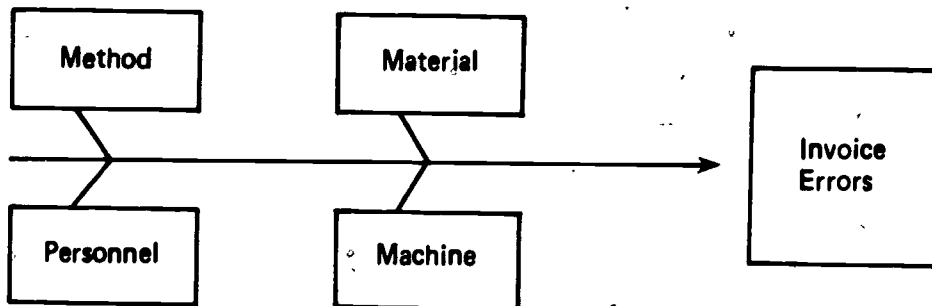 Method
Material
Invoice
Errors
Personnel
Machine